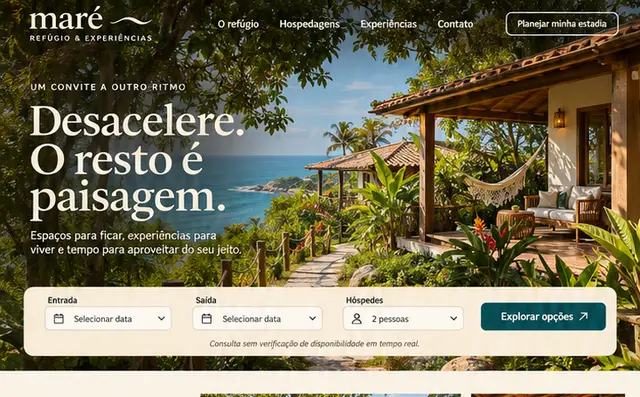 maré
REFÚGIO & EXPERIÊNCIAS
O refúgio
Hospedagens
Experiências
Contato
Planejar minha estadia
UM CONVITE A OUTRO RITMO
Desacelere.
O resto é
paisagem.
Espaços para ficar, experiências para
viver e tempo para aproveitar do seu jeito.
Entrada
Selecionar data
Saída
Selecionar data
Hóspedes
2 pessoas
Explorar opções
Consulta sem verificação de disponibilidade em tempo real.